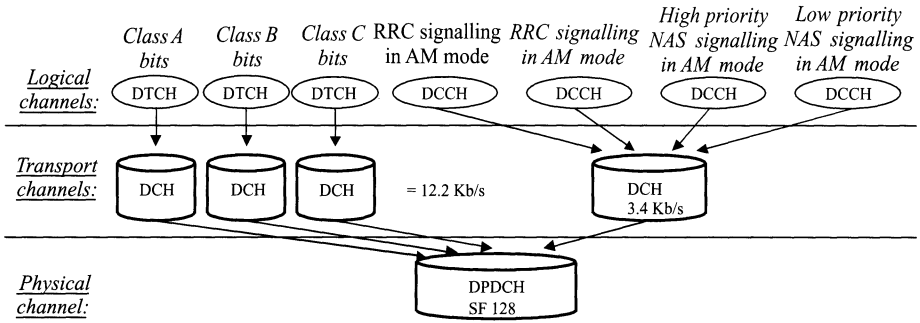 Class A bits
Class B bits
Class C bits
RRC signalling in AM mode
RRC signalling in AM mode
High priority NAS signalling in AM mode
Low priority NAS signalling in AM mode
Logical channels:
DTCH
DTCH
DTCH
DCCH
DCCH
DCCH
DCCH
Transport channels:
DCH
DCH
DCH
= 12.2 Kb/s
DCH
3.4 Kb/s
Physical channel:
DPDCH
SF 128